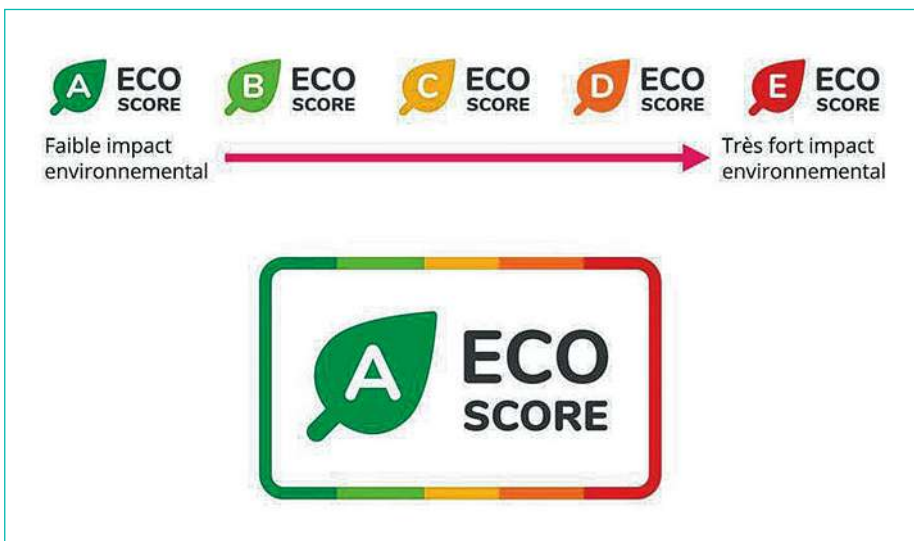 A ECO SCORE
B ECO SCORE
C ECO SCORE
D ECO SCORE
E ECO SCORE
Faible impact
environnemental
Très fort impact
environnemental
A ECO
SCORE